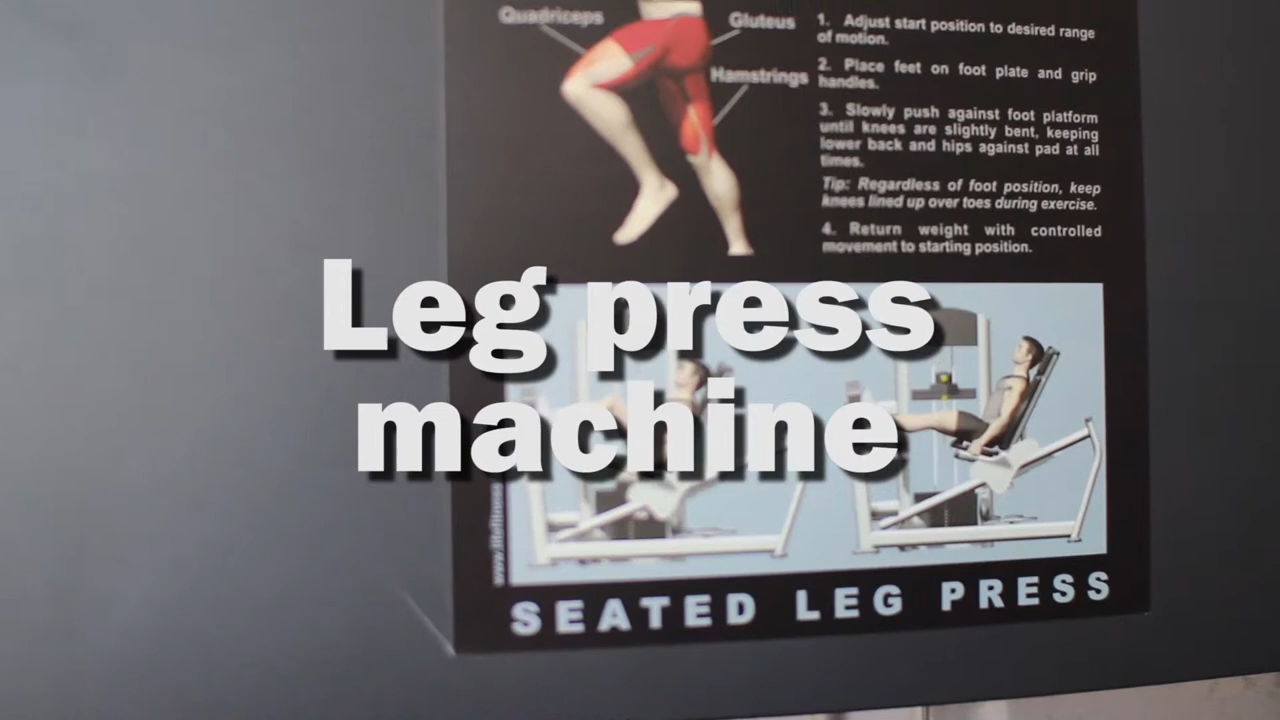 Quadriceps
Gluteus
Hamstrings
1. Adjust start position to desired range
of motion.
2. Place feet on foot plate and grip
handles.
3. Slowly push against foot platform
until knees are slightly bent, keeping
lower back and hips against pad at all
times.
Tip: Regardless of foot position, keep
knees lined up over toes during exercise.
4. Return weight with controlled
movement to starting position.
Leg press
machine
SEATED LEG PRESS